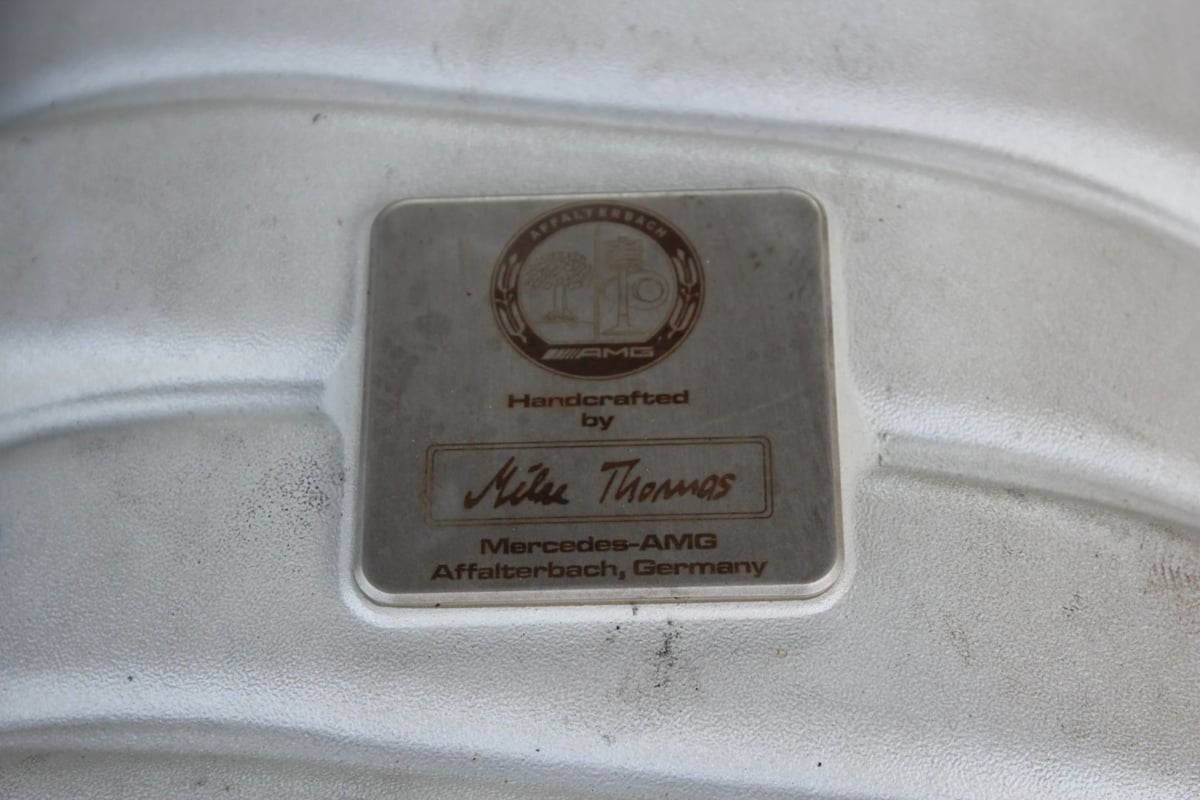 AFFALTERBACH
AMG
Handcrafted
by
Mike Thomas
Mercedes-AMG
Affalterbach, Germany